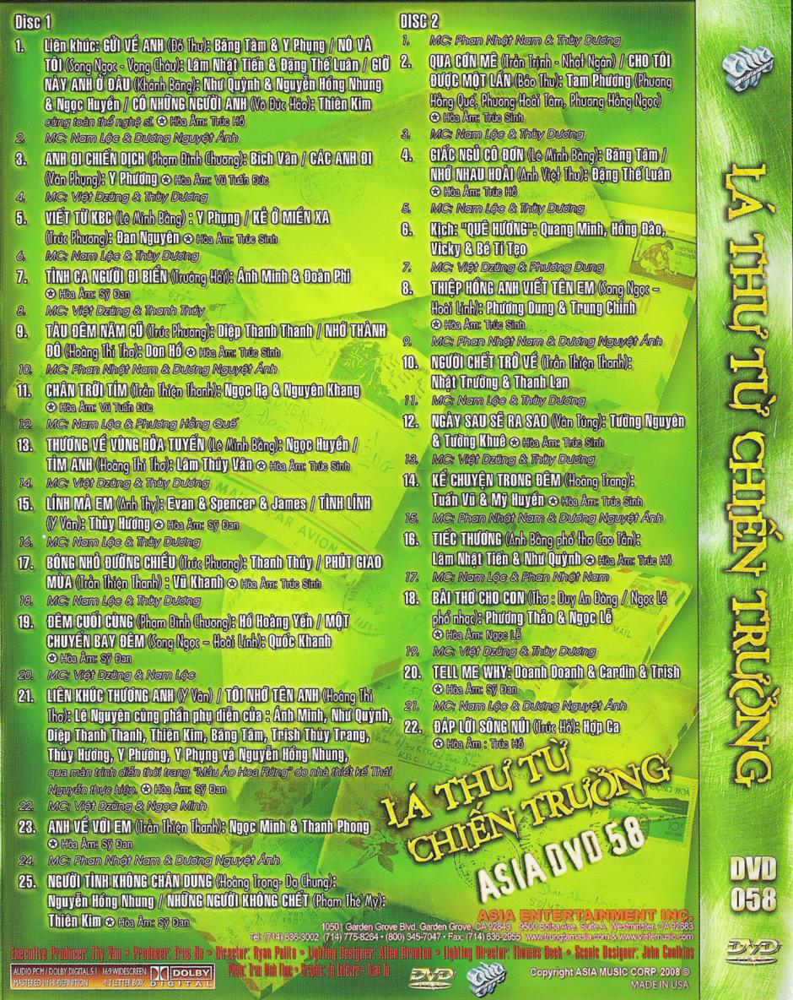 Disc 1
1. Liên khúc: GỬI VỀ ANH (Đỗ Thu): Băng Tâm & Y Phụng / NÓ VÀ
TÔI (Song Ngọc - Vọng Châu): Lâm Nhật Tiến & Đặng Thế Luân / GIỜ
NÀY ANH Ở ĐÂU (Khánh Băng): Như Quỳnh & Nguyễn Hồng Nhung
& Ngọc Huyền / CÓ NHỮNG NGƯỜI ANH (Võ Đức Hảo): Thiên Kim
cùng toàn thể nghệ sĩ. Hòa Âm: Trúc Hồ
2. MC: Nam Lộc & Dương Nguyệt Ánh
3. ANH ĐI CHIẾN DỊCH (Phạm Đình Chương): Bích Vân / CÁC ANH ĐI
(Văn Phụng): Y Phương Hòa Âm: Vũ Tuấn Đức
4. MC: Việt Dzũng & Thùy Dương
5. VIẾT TỪ KBC (Lê Minh Bằng) : Y Phụng / KẺ Ở MIỀN XA
(Trúc Phương): Đan Nguyên Hòa Âm: Trúc Sinh
6. MC: Nam Lộc & Thùy Dương
7. TÌNH CA NGƯỜI ĐI BIỂN (Trường Hải): Ánh Minh & Đoàn Phi
Hòa Âm: Sỹ Đan
8. MC: Việt Dzũng & Thanh Thúy
9. TÀU ĐÊM NĂM CŨ (Trúc Phương): Diệp Thanh Thanh / NHỚ THÀNH
ĐÔ (Hoàng Thi Thơ): Don Hồ Hòa Âm: Trúc Sinh
10. MC: Phan Nhật Nam & Dương Nguyệt Ánh
11. CHÂN TRỜI TÍM (Trần Thiện Thanh): Ngọc Hạ & Nguyên Khang
Hòa Âm: Vũ Tuấn Đức
12. MC: Nam Lộc & Phương Hồng Quế
13. THƯƠNG VỀ VÙNG HỎA TUYẾN (Lê Minh Bằng): Ngọc Huyền /
TÌM ANH (Hoàng Thi Thơ): Lâm Thúy Vân Hòa Âm: Trúc Sinh
14. MC: Việt Dzũng & Thùy Dương
15. LÍNH MÀ EM (Anh Thy): Evan & Spencer & James / TÌNH LÍNH
(Y Vân): Thùy Hương Hòa Âm: Sỹ Đan
16. MC: Nam Lộc & Thùy Dương
17. BÓNG NHỎ ĐƯỜNG CHIỀU (Trúc Phương): Thanh Thúy / PHÚT GIAO
MÙA (Trần Thiện Thanh) : Vũ Khanh Hòa Âm: Trúc Sinh
18. MC: Nam Lộc & Thùy Dương
19. ĐÊM CUỐI CÙNG (Phạm Đình Chương): Hồ Hoàng Yến / MỘT
CHUYẾN BAY ĐÊM (Song Ngọc – Hoài Linh): Quốc Khanh
Hòa Âm: Sỹ Đan
20. MC: Việt Dzũng & Nam Lộc
21. LIÊN KHÚC THƯƠNG ANH (Y Vân) / TÔI NHỚ TÊN ANH (Hoàng Thi
Thơ): Lê Nguyên cùng phần phụ diễn của : Ánh Minh, Như Quỳnh,
Diệp Thanh Thanh, Thiên Kim, Băng Tâm, Trish Thùy Trang,
Thùy Hương, Y Phương, Y Phụng và Nguyễn Hồng Nhung,
qua màn trình diễn thời trang "Mầu Áo Hoa Rừng" do nhà thiết kế Thái
Nguyễn thực hiện. Hòa Âm: Sỹ Đan
22. MC: Việt Dzũng & Ngọc Minh
23. ANH VỀ VỚI EM (Trần Thiện Thanh): Ngọc Minh & Thanh Phong
Hòa Âm: Sỹ Đan
24. MC: Phan Nhật Nam & Dương Nguyệt Ánh
25. NGƯỜI TÌNH KHÔNG CHÂN DUNG (Hoàng Trọng- Dạ Chung):
Nguyễn Hồng Nhung / NHỮNG NGƯỜI KHÔNG CHẾT (Phạm Thế Mỹ):
Thiên Kim Hòa Âm: Sỹ Đan
DISC 2
1. MC: Phan Nhật Nam & Thùy Dương
2. QUA CƠN MÊ (Trần Trịnh - Nhật Ngân) / CHO TÔI
ĐƯỢC MỘT LẦN (Bảo Thu): Tam Phương (Phương
Hồng Quế, Phương Hoài Tâm, Phương Hồng Ngọc)
Hòa Âm: Trúc Sinh
3. MC: Nam Lộc & Thùy Dương
4. GIẤC NGỦ CÔ ĐƠN (Lê Minh Bằng): Băng Tâm /
NHỚ NHAU HOÀI (Anh Việt Thu): Đặng Thế Luân
Hòa Âm: Trúc Hồ
5. MC: Nam Lộc & Thùy Dương
6. Kịch: "QUÊ HƯƠNG": Quang Minh, Hồng Đào,
Vicky & Bé Tí Tẹo
7. MC: Việt Dzũng & Phương Dung
8. THIỆP HỒNG ANH VIẾT TÊN EM (Song Ngọc –
Hoài Linh): Phương Dung & Trung Chỉnh
Hòa Âm: Trúc Sinh
9. MC: Phan Nhật Nam & Dương Nguyệt Ánh
10. NGƯỜI CHẾT TRỞ VỀ (Trần Thiện Thanh):
Nhật Trường & Thanh Lan
11. MC: Nam Lộc & Thùy Dương
12. NGÀY SAU SẼ RA SAO (Vân Tùng): Tường Nguyên
& Tường Khuê Hòa Âm: Trúc Sinh
13. MC: Việt Dzũng & Thùy Dương
14. KỂ CHUYỆN TRONG ĐÊM (Hoàng Trang):
Tuấn Vũ & Mỹ Huyền Hòa Âm: Trúc Sinh
15. MC: Phan Nhật Nam & Dương Nguyệt Ánh
16. TIẾC THƯƠNG (Anh Bằng phổ thơ Cao Tần):
Lâm Nhật Tiến & Như Quỳnh Hòa Âm: Trúc Hồ
17. MC: Nam Lộc & Phan Nhật Nam
18. BÀI THƠ CHO CON (Thơ : Duy An Đông / Ngọc Lễ
phổ nhạc): Phương Thảo & Ngọc Lễ
Hòa Âm: Ngọc Lễ
19. MC: Việt Dzũng & Thùy Dương
20. TELL ME WHY: Doanh Doanh & Cardin & Trish
Hòa Âm: Sỹ Đan
21. MC: Nam Lộc & Dương Nguyệt Ánh
22. ĐÁP LỜI SÔNG NÚI (Trúc Hồ): Hợp Ca
Hòa Âm : Trúc Hồ
LÁ THƯ TỪ
CHIẾN TRƯỜNG
ASIA DVD 58
ASIA ENTERTAINMENT INC.
10501 Garden Grove Blvd. Garden Grove, CA 92843 9500 Bolsa Ave. Suite A. Westminster, CA 92683
Tel: (714) 636-3002 (714) 775-8264 • (800) 345-7047 • Fax: (714) 636-2955 www.trungtamasia.com & www.vietemusic.com
Executive Producer: Thy Van • Producer: Truc Ho • Director: Ryan Polito • Lighting Designer: Allen Branton • Lighting Director: Thomas Beck • Scenic Designer: John Caulkins
AUDIO PCM / DOLBY DIGITAL 5.1 16:9 WIDESCREEN
MASTERED IN HI-DEFINITION 4:3 LETTER BOX
DOLBY
DIGITAL
DVD
Copyright ASIA MUSIC CORP. 2008 ©
MADE IN USA
LÁ THƯ TỪ CHIẾN TRƯỜNG
DVD
058
DVD
MAIL
PAR AVION